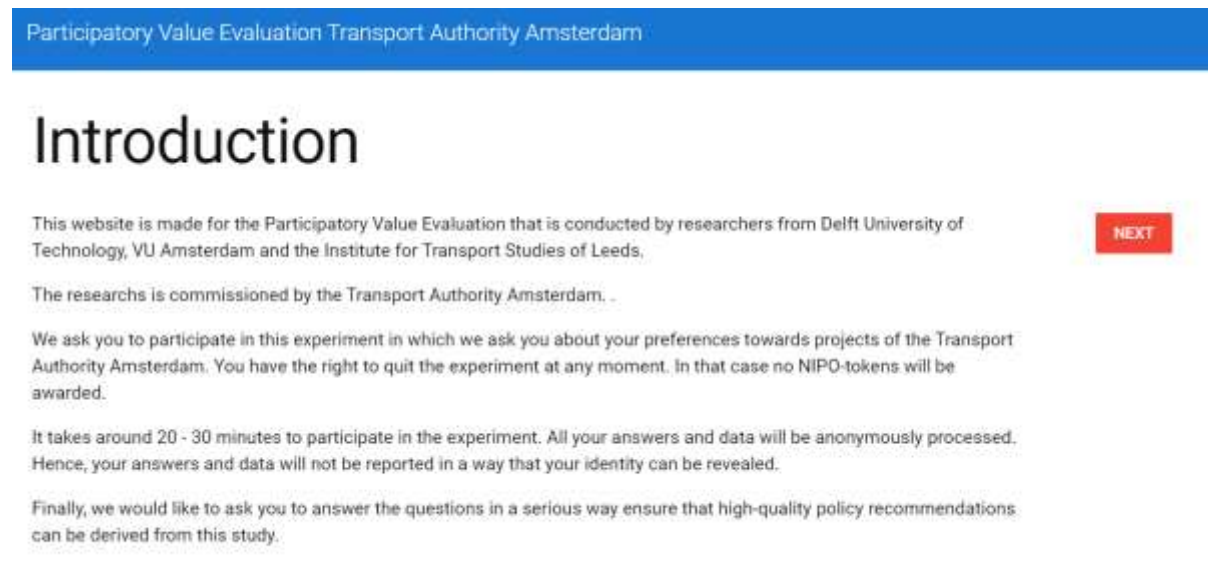 Participatory Value Evaluation Transport Authority Amsterdam
Introduction
This website is made for the Participatory Value Evaluation that is conducted by researchers from Delft University of
Technology, VU Amsterdam and the Institute for Transport Studies of Leeds.
NEXT
The researchs is commissioned by the Transport Authority Amsterdam. .
We ask you to participate in this experiment in which we ask you about your preferences towards projects of the Transport
Authority Amsterdam. You have the right to quit the experiment at any moment. In that case no NIPO-tokens will be
awarded.
It takes around 20 - 30 minutes to participate in the experiment. All your answers and data will be anonymously processed.
Hence, your answers and data will not be reported in a way that your identity can be revealed.
Finally, we would like to ask you to answer the questions in a serious way ensure that high-quality policy recommendations
can be derived from this study.